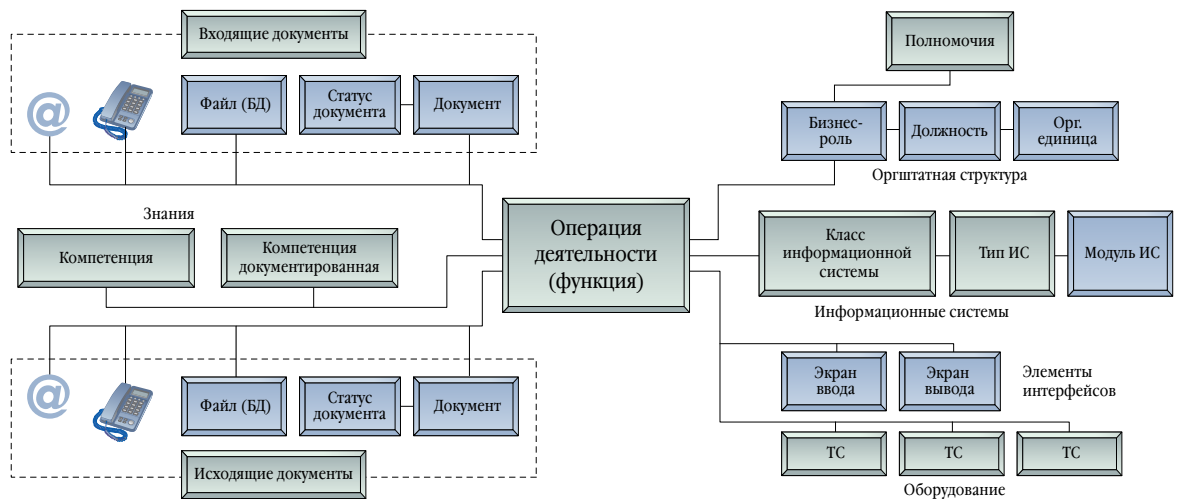 Входящие документы
@
Файл (БД)
Статус
документа
Документ
Знания
Компетенция
Компетенция
документированная
@
Файл (БД)
Статус
документа
Документ
Исходящие документы
Операция
деятельности
(функция)
Полномочия
Бизнес-
роль
Должность
Орг.
единица
Оргштатная структура
Класс
информационной
системы
Тип ИС
Модуль ИС
Информационные системы
Экран
ввода
Экран
вывода
Элементы
интерфейсов
ТС
ТС
ТС
Оборудование